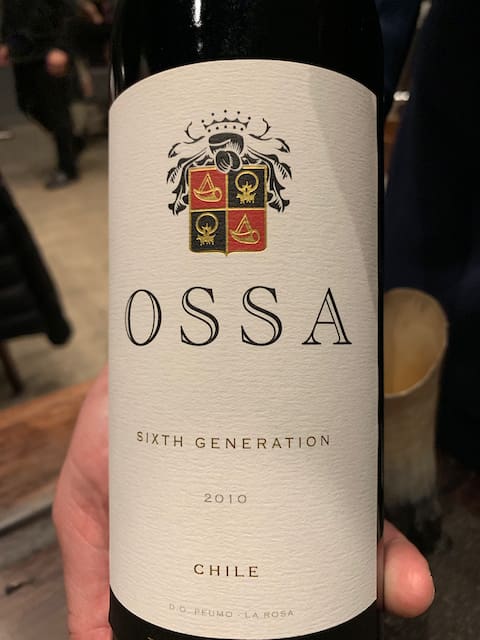 OSSA
SIXTH GENERATION
2010
CHILE
D.O. PEUMO - LA ROSA